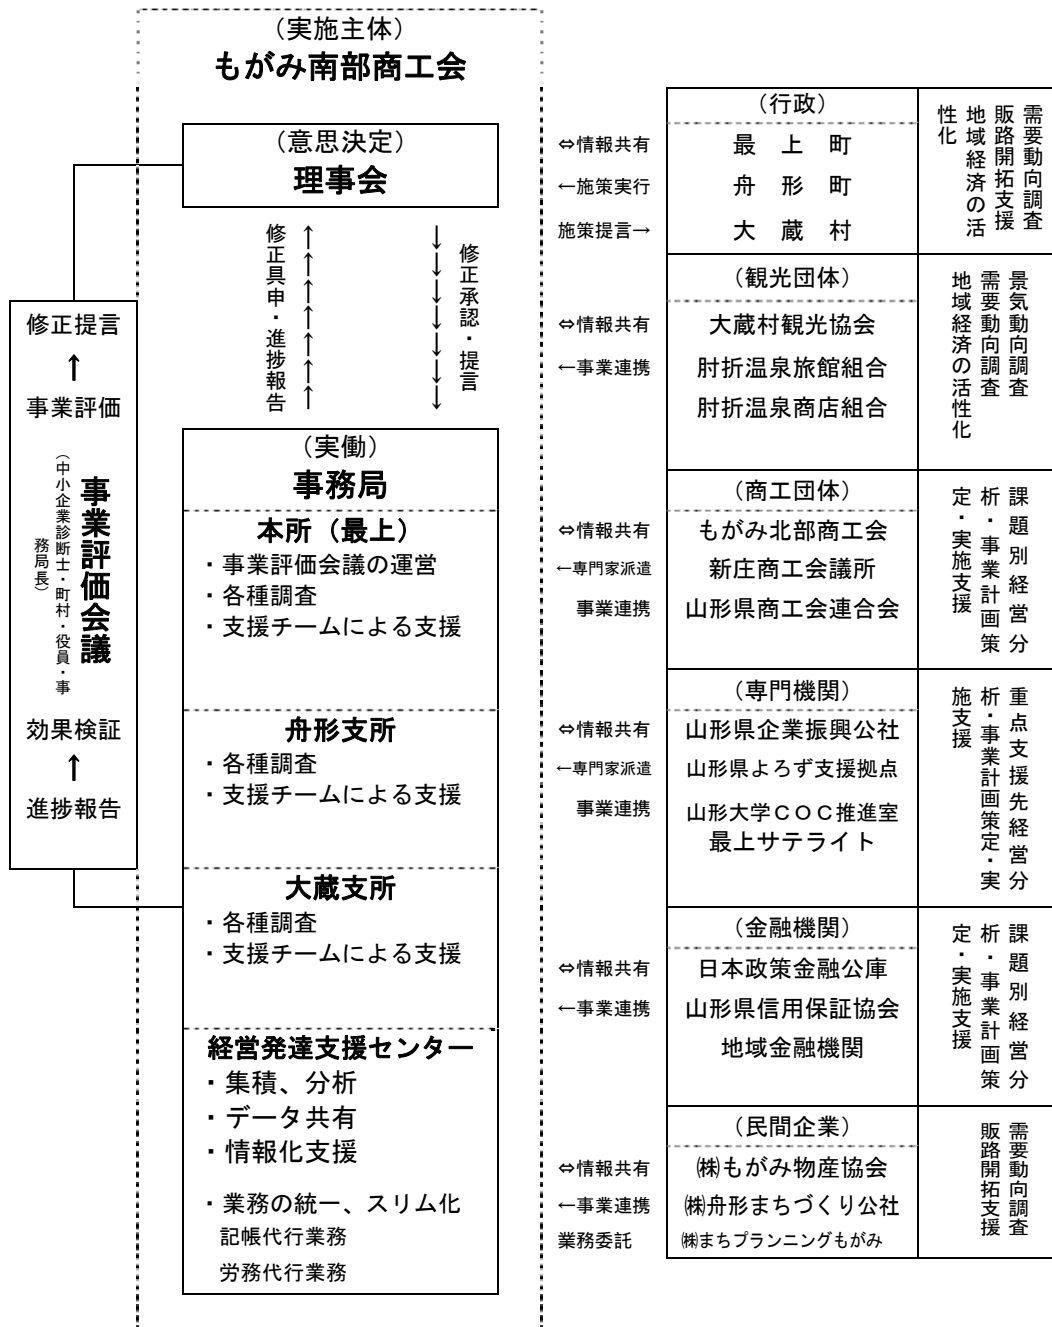 （実施主体）
もがみ南部商工会
（意思決定）
理事会
修正具申・進捗報告
↑↑↑↑↑↑↑
↓↓↓↓↓↓↓
修正承認・提言
修正提言
↑
事業評価
事業評価会議
（中小企業診断士・町村・役員・事
務局長）
効果検証
↑
進捗報告
（実働）
事務局
本所（最上）
・事業評価会議の運営
・各種調査
・支援チームによる支援
舟形支所
・各種調査
・支援チームによる支援
大蔵支所
・各種調査
・支援チームによる支援
経営発達支援センター
・集積、分析
・データ共有
・情報化支援
・業務の統一、スリム化
記帳代行業務
労務代行業務
⇔情報共有
←施策実行
施策提言→
（行政）
最　上　町
舟　形　町
大　蔵　村
需要動向調査
販路開拓支援
地域経済の活
性化
⇔情報共有
←事業連携
（観光団体）
大蔵村観光協会
肘折温泉旅館組合
肘折温泉商店組合
景気動向調査
需要動向調査
地域経済の活性化
⇔情報共有
←専門家派遣
事業連携
（商工団体）
もがみ北部商工会
新庄商工会議所
山形県商工会連合会
課題別経営分
析・事業計画策
定・実施支援
⇔情報共有
←専門家派遣
事業連携
（専門機関）
山形県企業振興公社
山形県よろず支援拠点
山形大学ＣＯＣ推進室
最上サテライト
重点支援先経営分
析・事業計画策定・実
施支援
⇔情報共有
←事業連携
（金融機関）
日本政策金融公庫
山形県信用保証協会
地域金融機関
課題別経営分
析・事業計画策
定・実施支援
⇔情報共有
←事業連携
業務委託
（民間企業）
㈱もがみ物産協会
㈱舟形まちづくり公社
㈱まちプランニングもがみ
需要動向調査
販路開拓支援